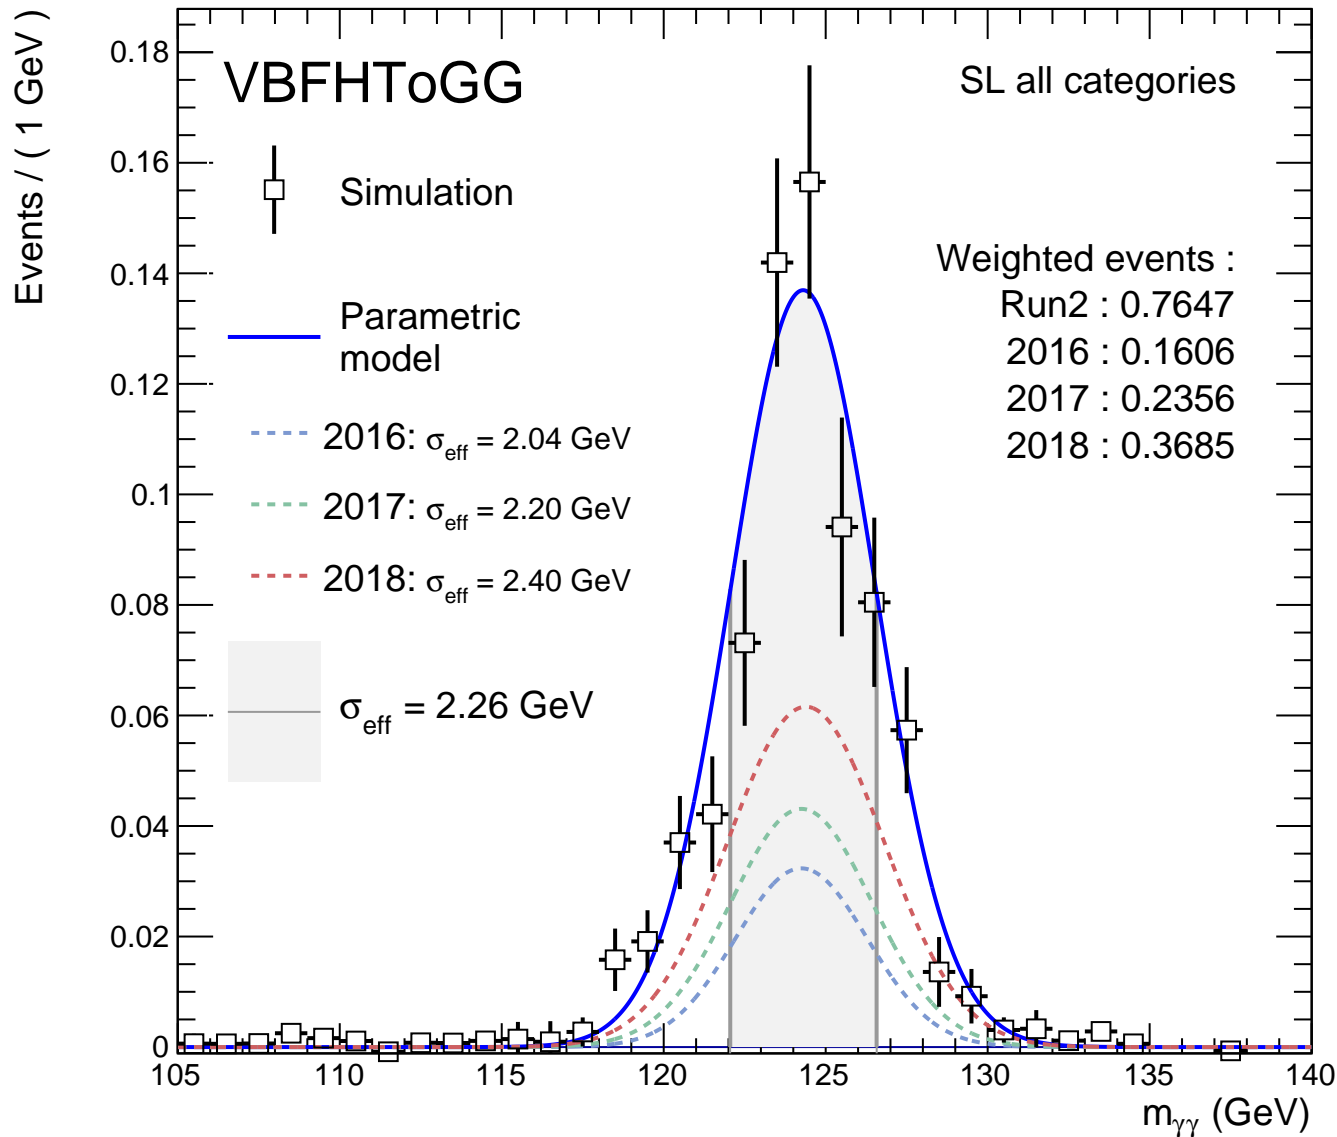 Events / ( 1 GeV )
VBFHToGG
SL all categories
Simulation
Parametric
model
2016: σeff = 2.04 GeV
2017: σeff = 2.20 GeV
2018: σeff = 2.40 GeV
σeff = 2.26 GeV
Weighted events :
Run2 : 0.7647
2016 : 0.1606
2017 : 0.2356
2018 : 0.3685
0.18
0.16
0.14
0.12
0.1
0.08
0.06
0.04
0.02
0
105 110 115 120 125 130 135 140
mγγ (GeV)